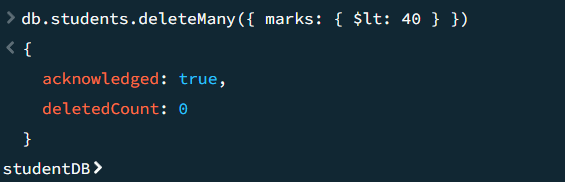 > db.students.deleteMany({ marks: { $lt: 40 } })
< {
acknowledged: true,
deletedCount: 0
}
studentDB>